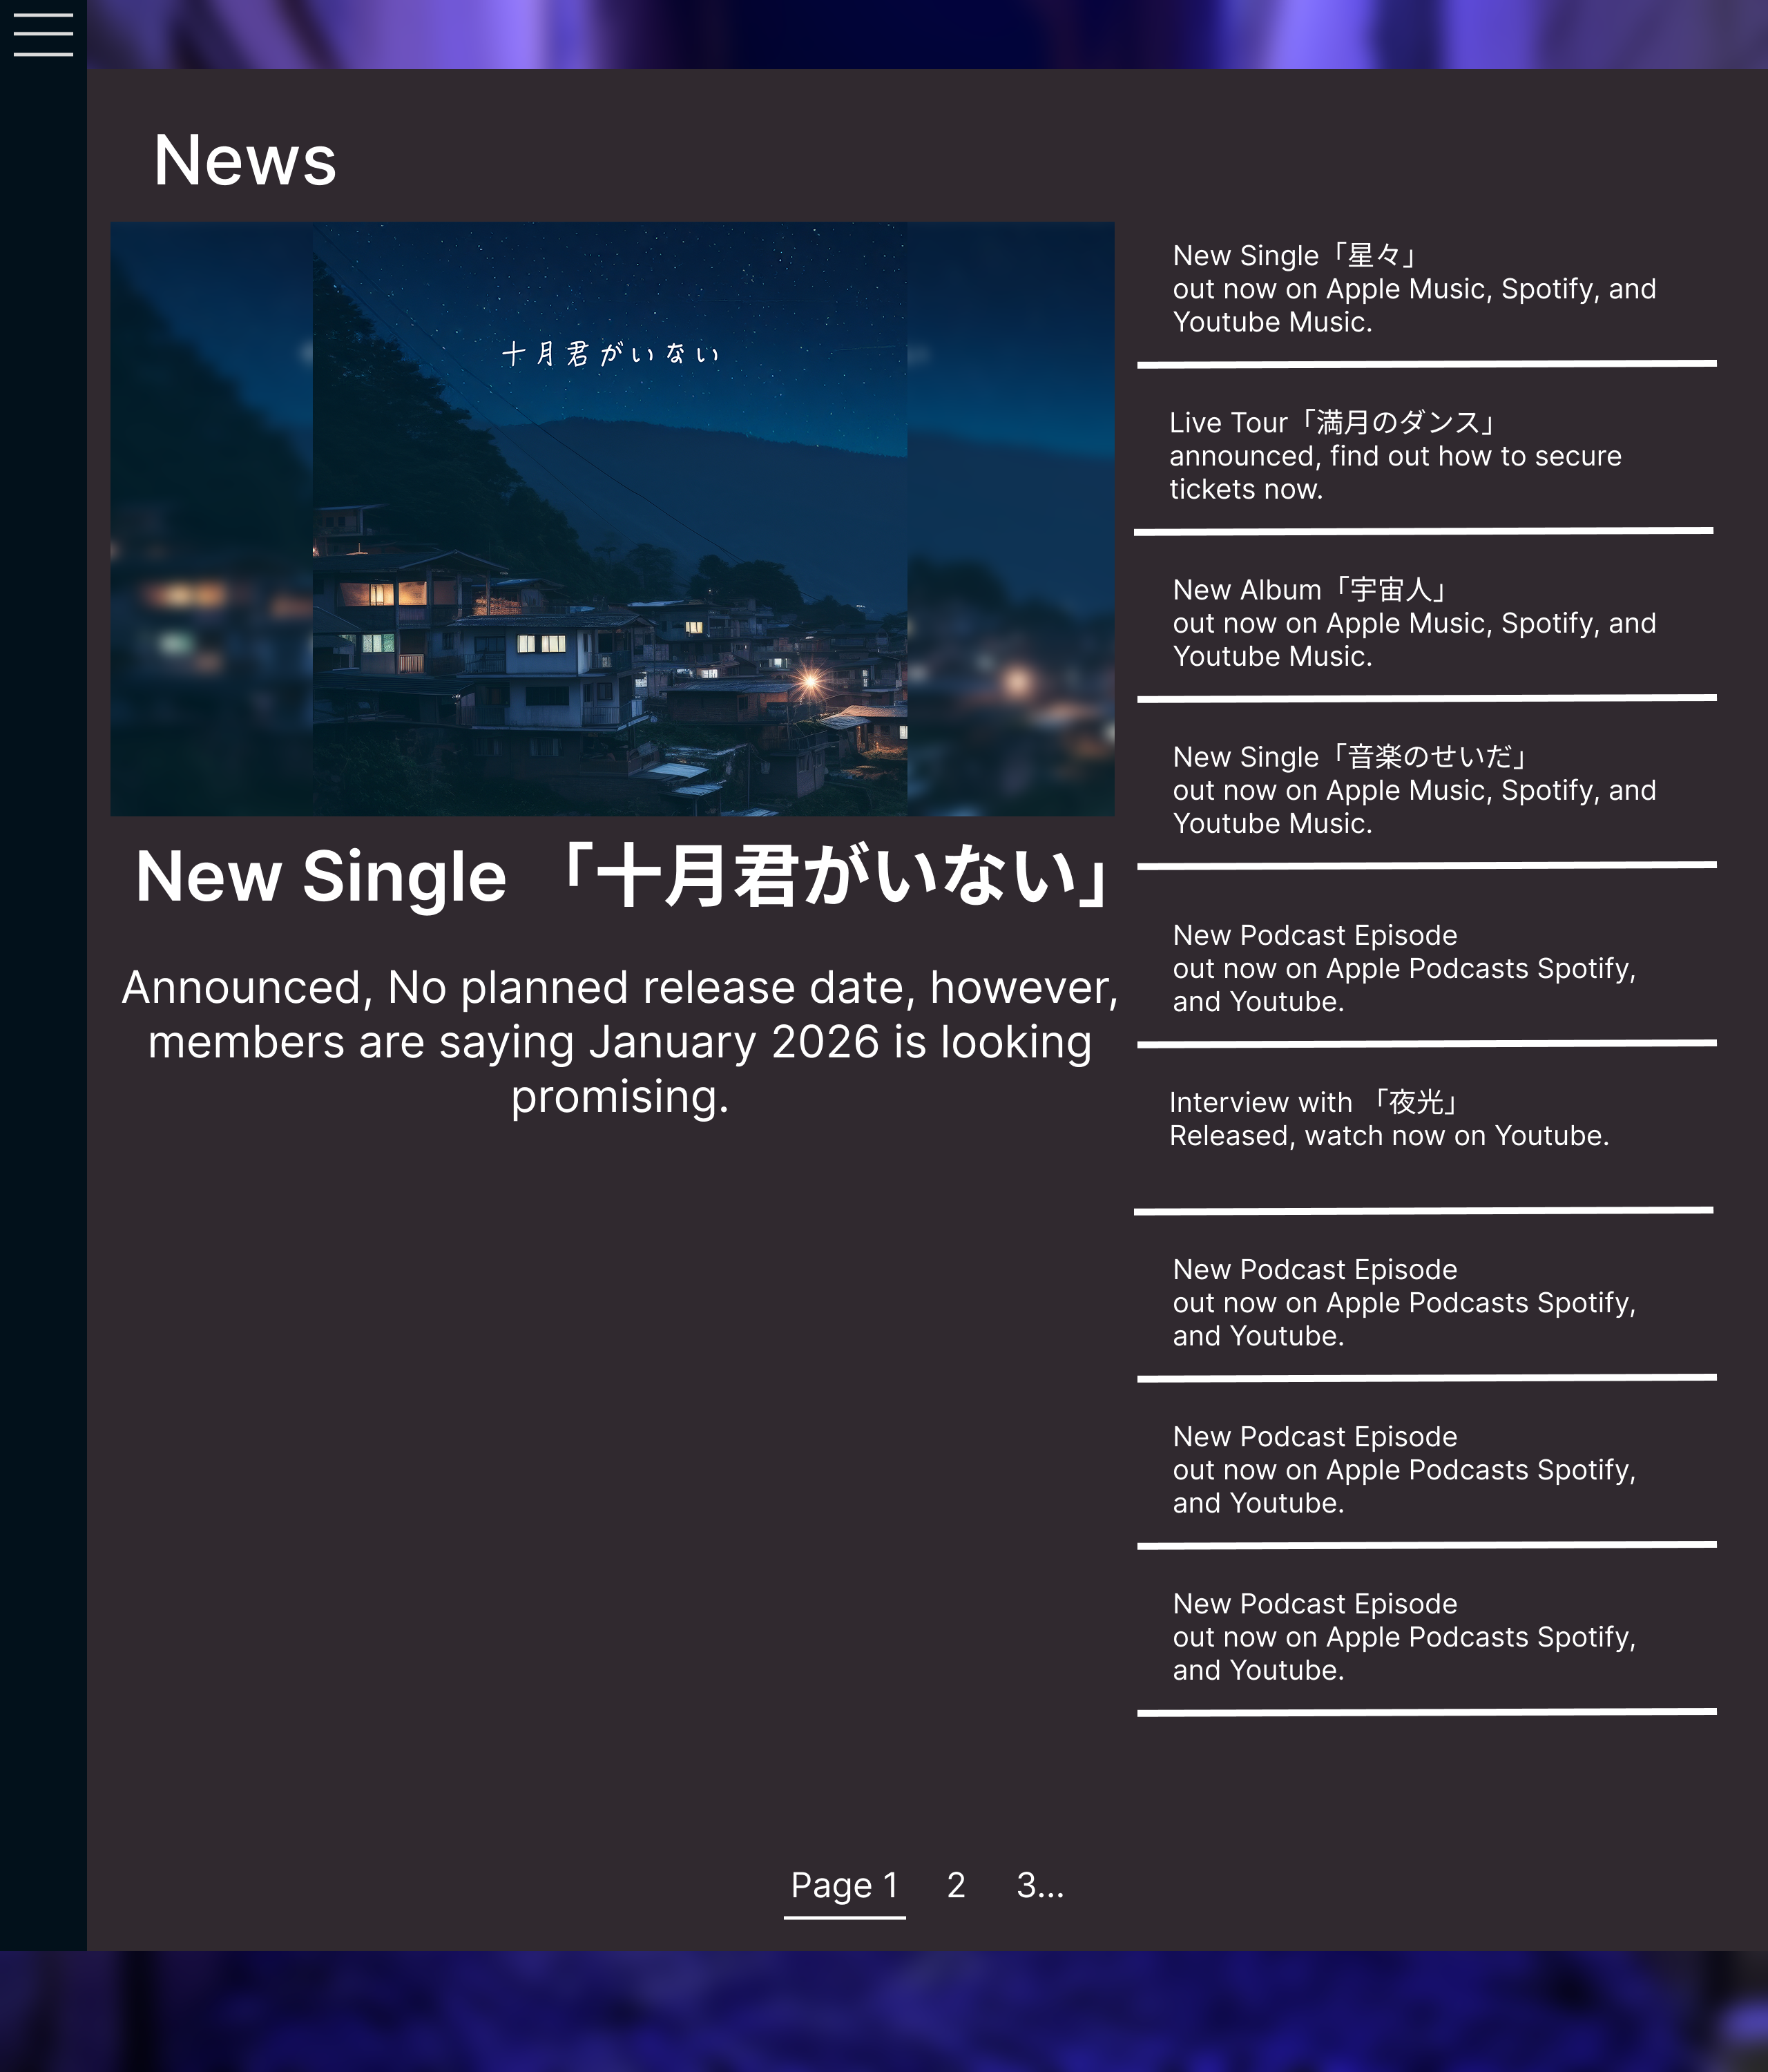 News
十月君がいない
New Single 「十月君がいない」
Announced, No planned release date, however,
members are saying January 2026 is looking
promising.
New Single「星々」
out now on Apple Music, Spotify, and
Youtube Music.
Live Tour「満月のダンス」
announced, find out how to secure
tickets now.
New Album「宇宙人」
out now on Apple Music, Spotify, and
Youtube Music.
New Single「音楽のせいだ」
out now on Apple Music, Spotify, and
Youtube Music.
New Podcast Episode
out now on Apple Podcasts Spotify,
and Youtube.
Interview with 「夜光」
Released, watch now on Youtube.
New Podcast Episode
out now on Apple Podcasts Spotify,
and Youtube.
New Podcast Episode
out now on Apple Podcasts Spotify,
and Youtube.
New Podcast Episode
out now on Apple Podcasts Spotify,
and Youtube.
Page 1 2 3...